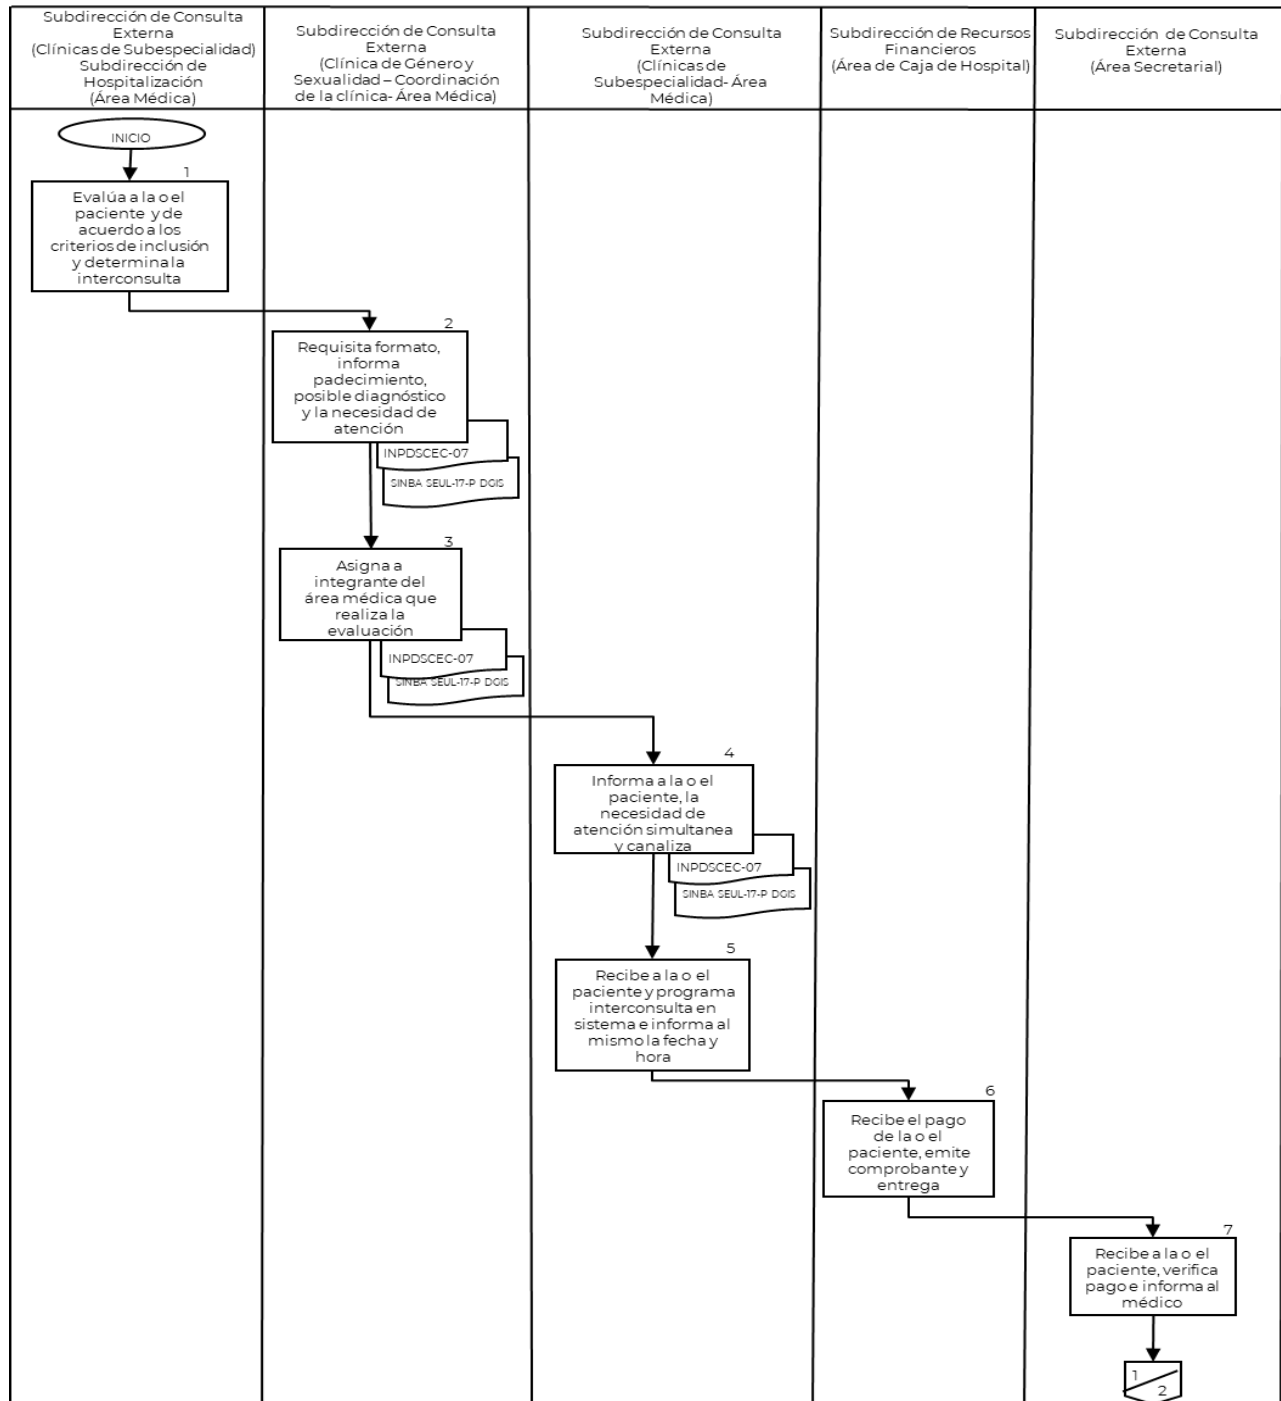 Subdirección de Consulta
Externa
(Clínicas de Subespecialidad)
Subdirección de
Hospitalización
(Área Médica)
Subdirección de Consulta
Externa
(Clínica de Género y
Sexualidad – Coordinación
de la clínica- Área Médica)
Subdirección de Consulta
Externa
(Clínicas de
Subespecialidad- Área
Médica)
Subdirección de Recursos
Financieros
(Área de Caja de Hospital)
Subdirección de Consulta
Externa
(Área Secretarial)
INICIO
1
Evalúa a la o el
paciente y de
acuerdo a los
criterios de inclusión
y determina la
interconsulta
2
Requisita formato,
informa
padecimiento,
posible diagnóstico
y la necesidad de
atención
INPDSCEC-07
SINBA SEUL-17-P DGIS
3
Asigna a
integrante del
área médica que
realiza la
evaluación
INPDSCEC-07
SINBA SEUL-17-P DGIS
4
Informa a la o el
paciente, la
necesidad de
atención simultanea
y canaliza
INPDSCEC-07
SINBA SEUL-17-P DGIS
5
Recibe a la o el
paciente y programa
interconsulta en
sistema e informa al
mismo la fecha y
hora
6
Recibe el pago
de la o el
paciente, emite
comprobante y
entrega
7
Recibe a la o el
paciente, verifica
pago e informa al
médico
1
2